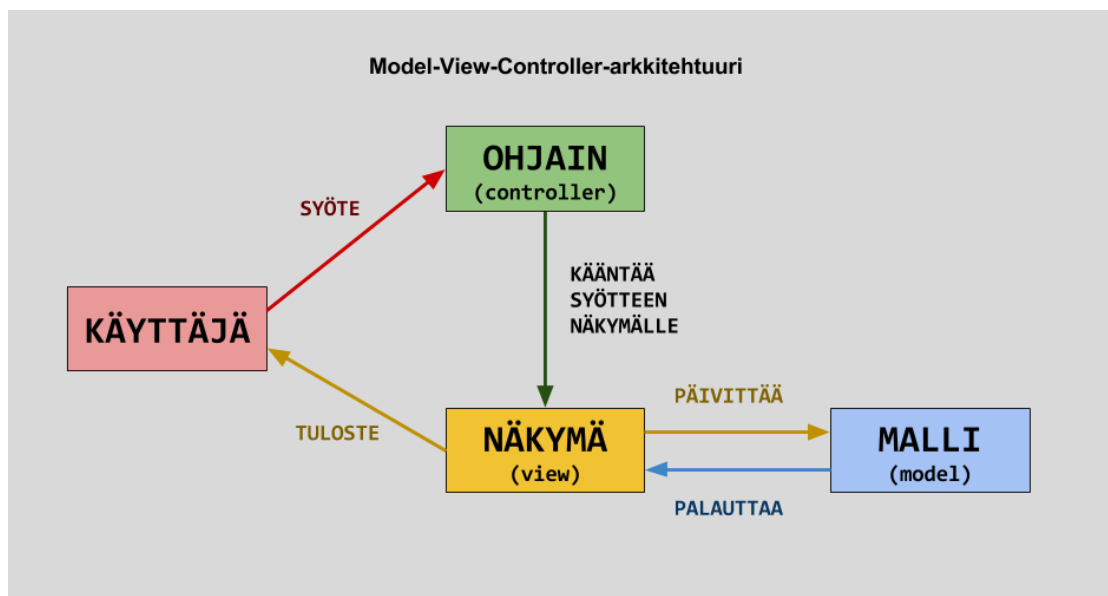 Model-View-Controller-arkkitehtuuri
OHJAIN
(controller)
SYÖTE
KÄÄNTÄÄ
SYÖTTEEN
NÄKYMÄLLE
KÄYTTÄJÄ
TULOSTE
NÄKYMÄ
(view)
PÄIVITTÄÄ
MALLI
(model)
PALAUTTAA